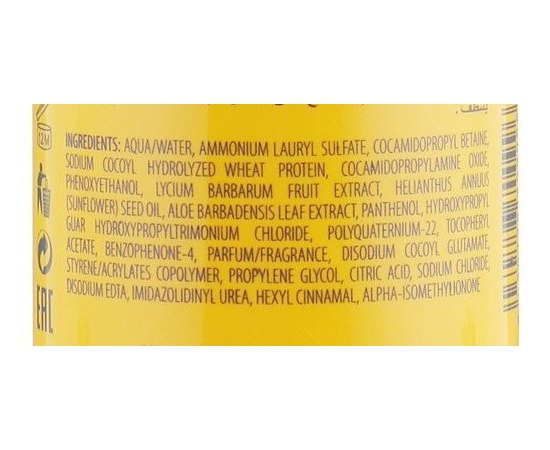 INGREDIENTS: AQUA/WATER, AMMONIUM LAURYL SULFATE, COCAMIDOPROPYL BETAINE,
SODIUM COCOYL HYDROLYZED WHEAT PROTEIN, COCAMIDOPROPYLAMINE OXIDE,
PHENOXYETHANOL, LYCIUM BARBARUM FRUIT EXTRACT, HELIANTHUS ANNUUS
(SUNFLOWER) SEED OIL, ALOE BARBADENSIS LEAF EXTRACT, PANTHENOL, HYDROXYPROPYL
GUAR HYDROXYPROPYLTRIMONIUM CHLORIDE, POLYQUATERNIUM-22, TOCOPHERYL
ACETATE, BENZOPHENONE-4, PARFUM/FRAGRANCE, DISODIUM COCOYL GLUTAMATE,
STYRENE/ACRYLATES COPOLYMER, PROPYLENE GLYCOL, CITRIC ACID, SODIUM CHLORIDE,
DISODIUM EDTA, IMIDAZOLIDINYL UREA, HEXYL CINNAMAL, ALPHA-ISOMETHYLIONONE
12M
EAC